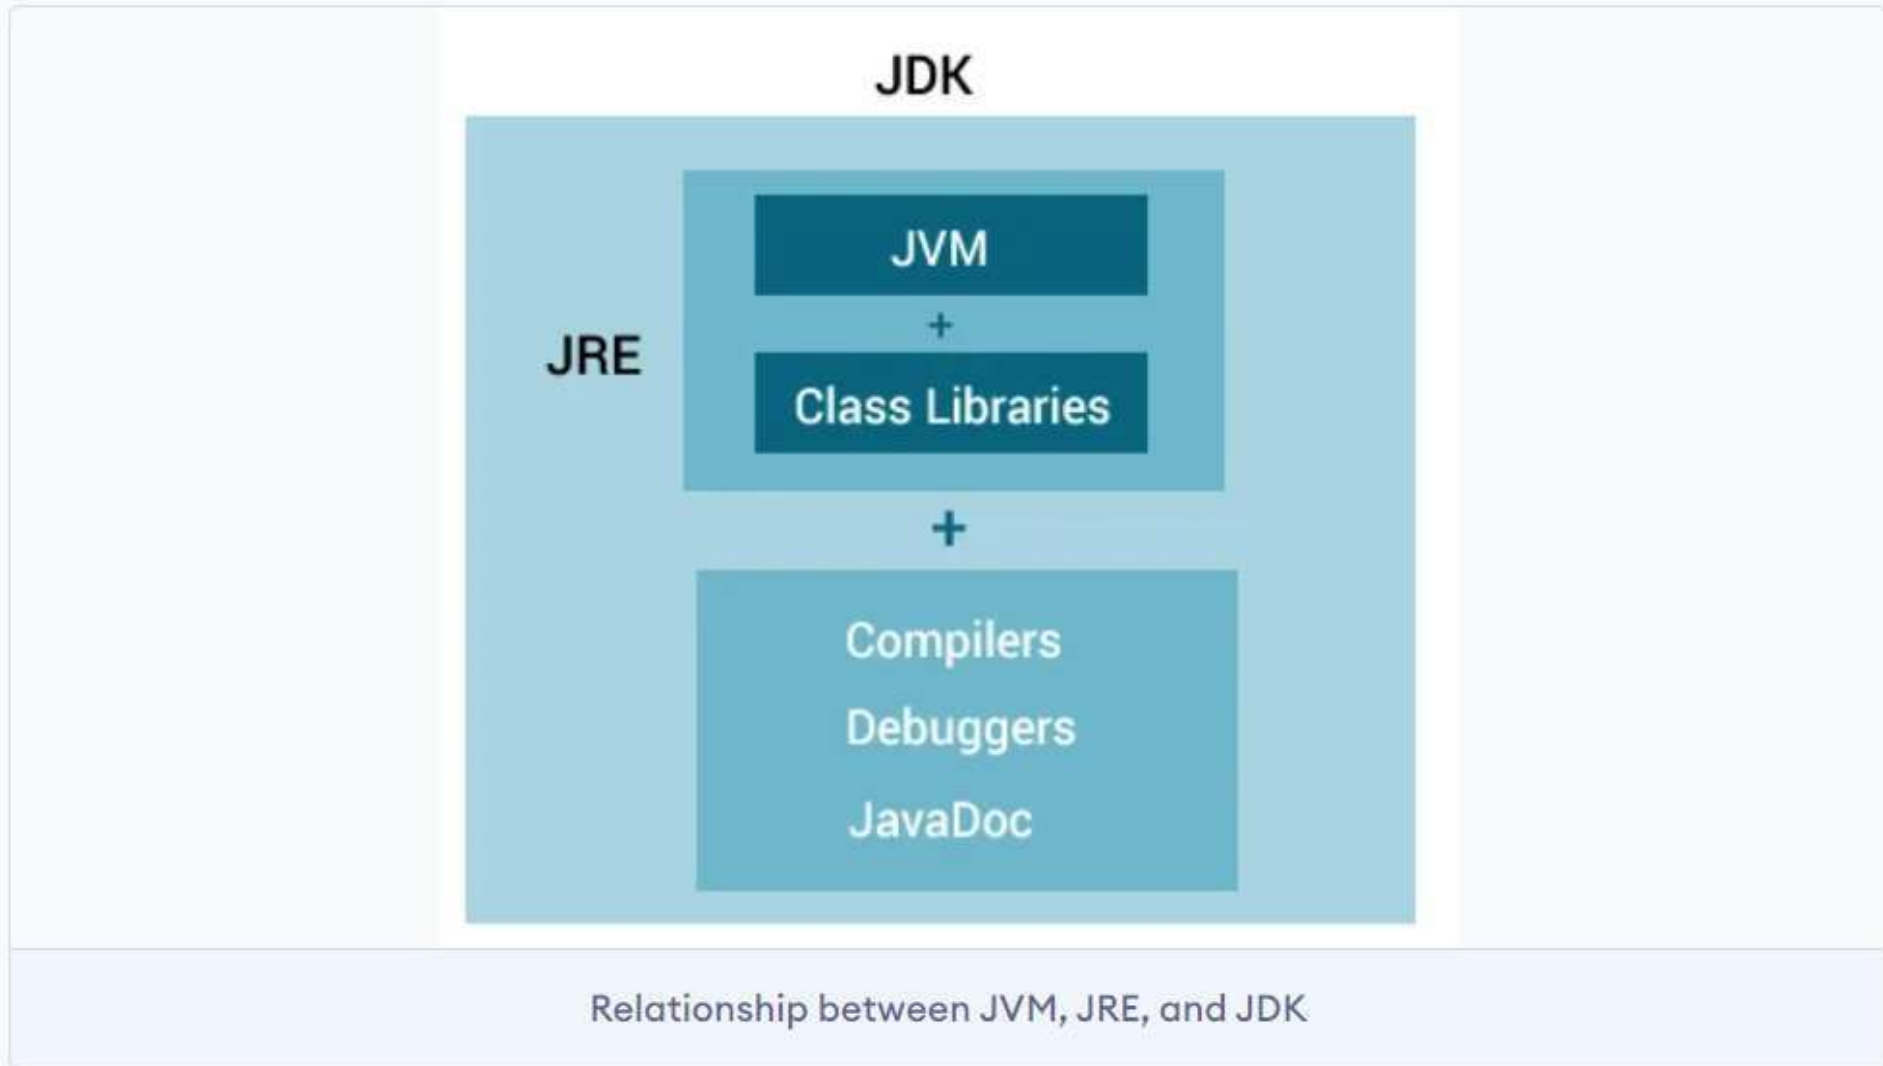 JDK
JVM
+
JRE
Class Libraries
+
Compilers
Debuggers
JavaDoc
Relationship between JVM, JRE, and JDK